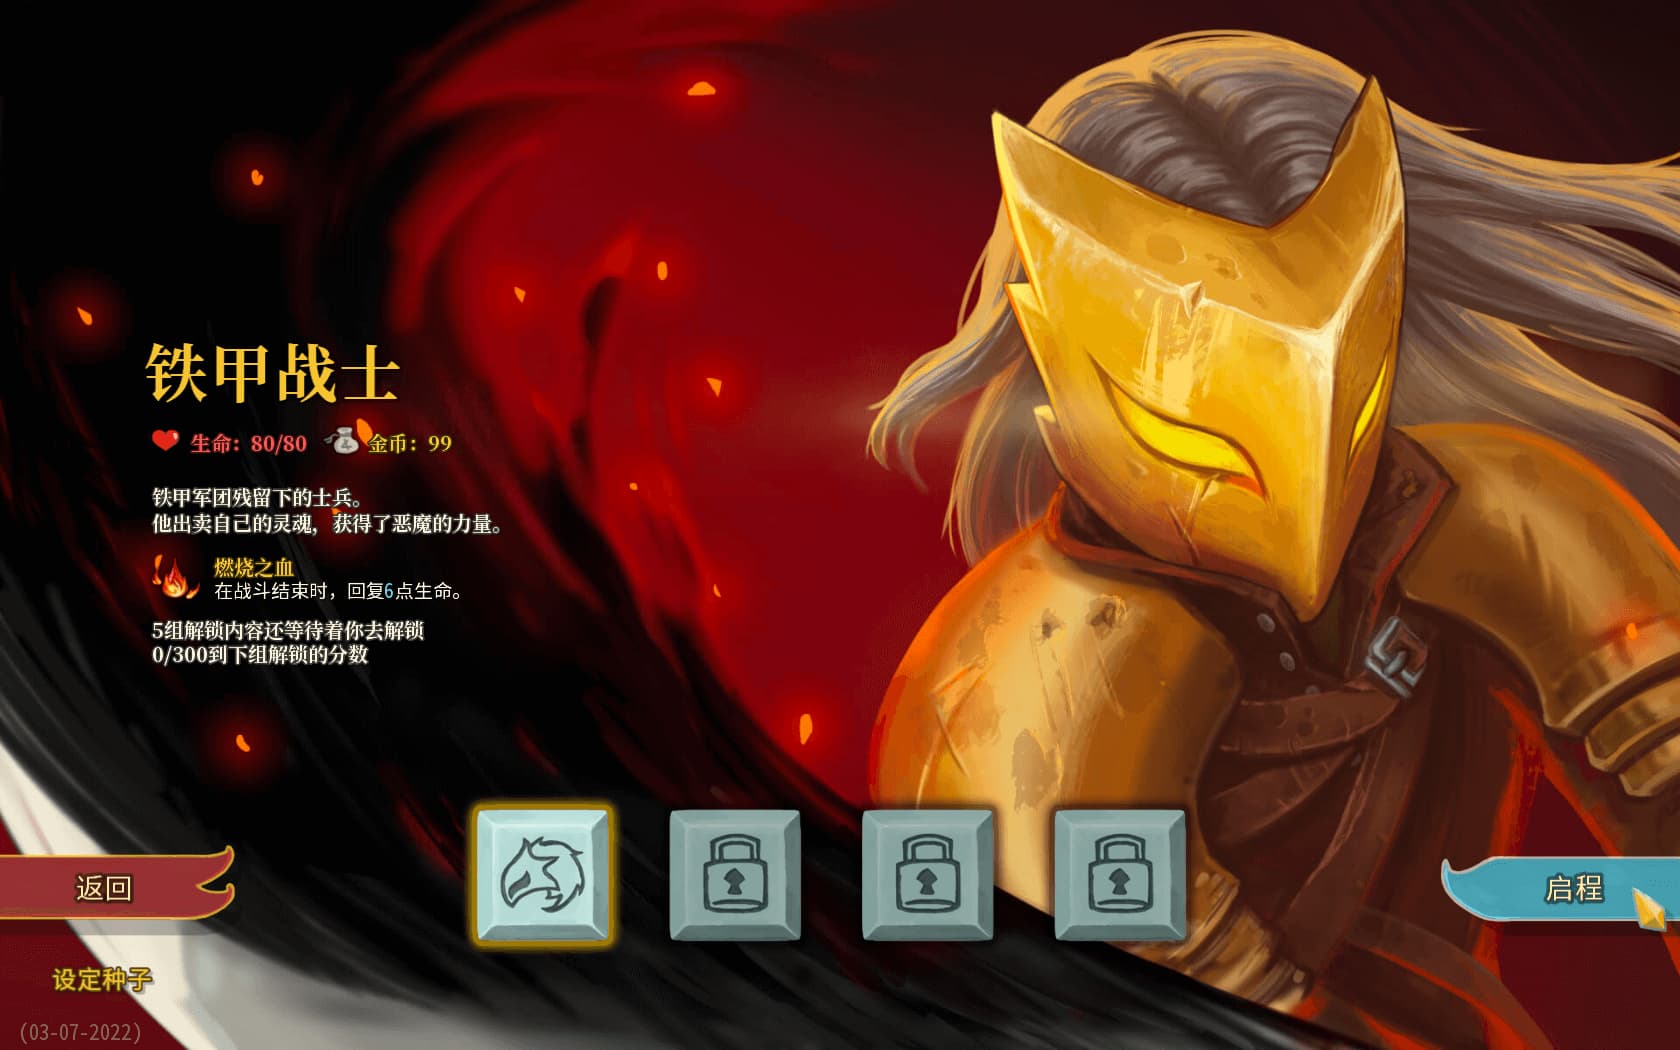 铁甲战士
生命：80/80 金币：99
铁甲军团残留下的士兵。
他出卖自己的灵魂，获得了恶魔的力量。
燃烧之血
在战斗结束时，回复6点生命。
5组解锁内容还等待着你去解锁
0/300到下组解锁的分数
返回
启程
设定种子
(03-07-2022)